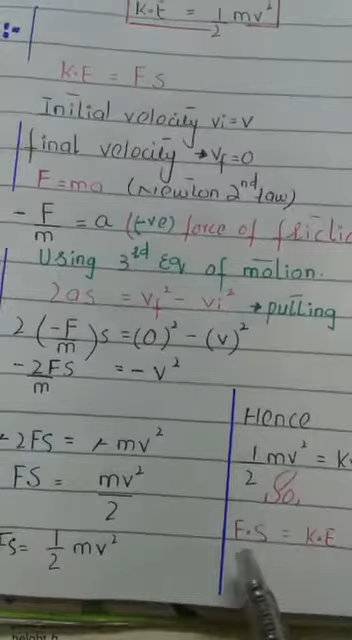 K.E = 1/2 mv²
:-
K.E = FS
Initial velocity vi=v
final velocity → vf=0
F=ma (Newton 2nd law)
-F/m = a (-ve) force of frictio
Using 3rd Eq of motion.
2as = vf² - vi² → pulling
2(-F/m)s = (0)² - (v)²
-2FS/m = -v²
-2FS = -mv²
FS = mv²/2
FS = 1/2 mv²
Hence
1/2 mv² = K
So,
F.S = K.E